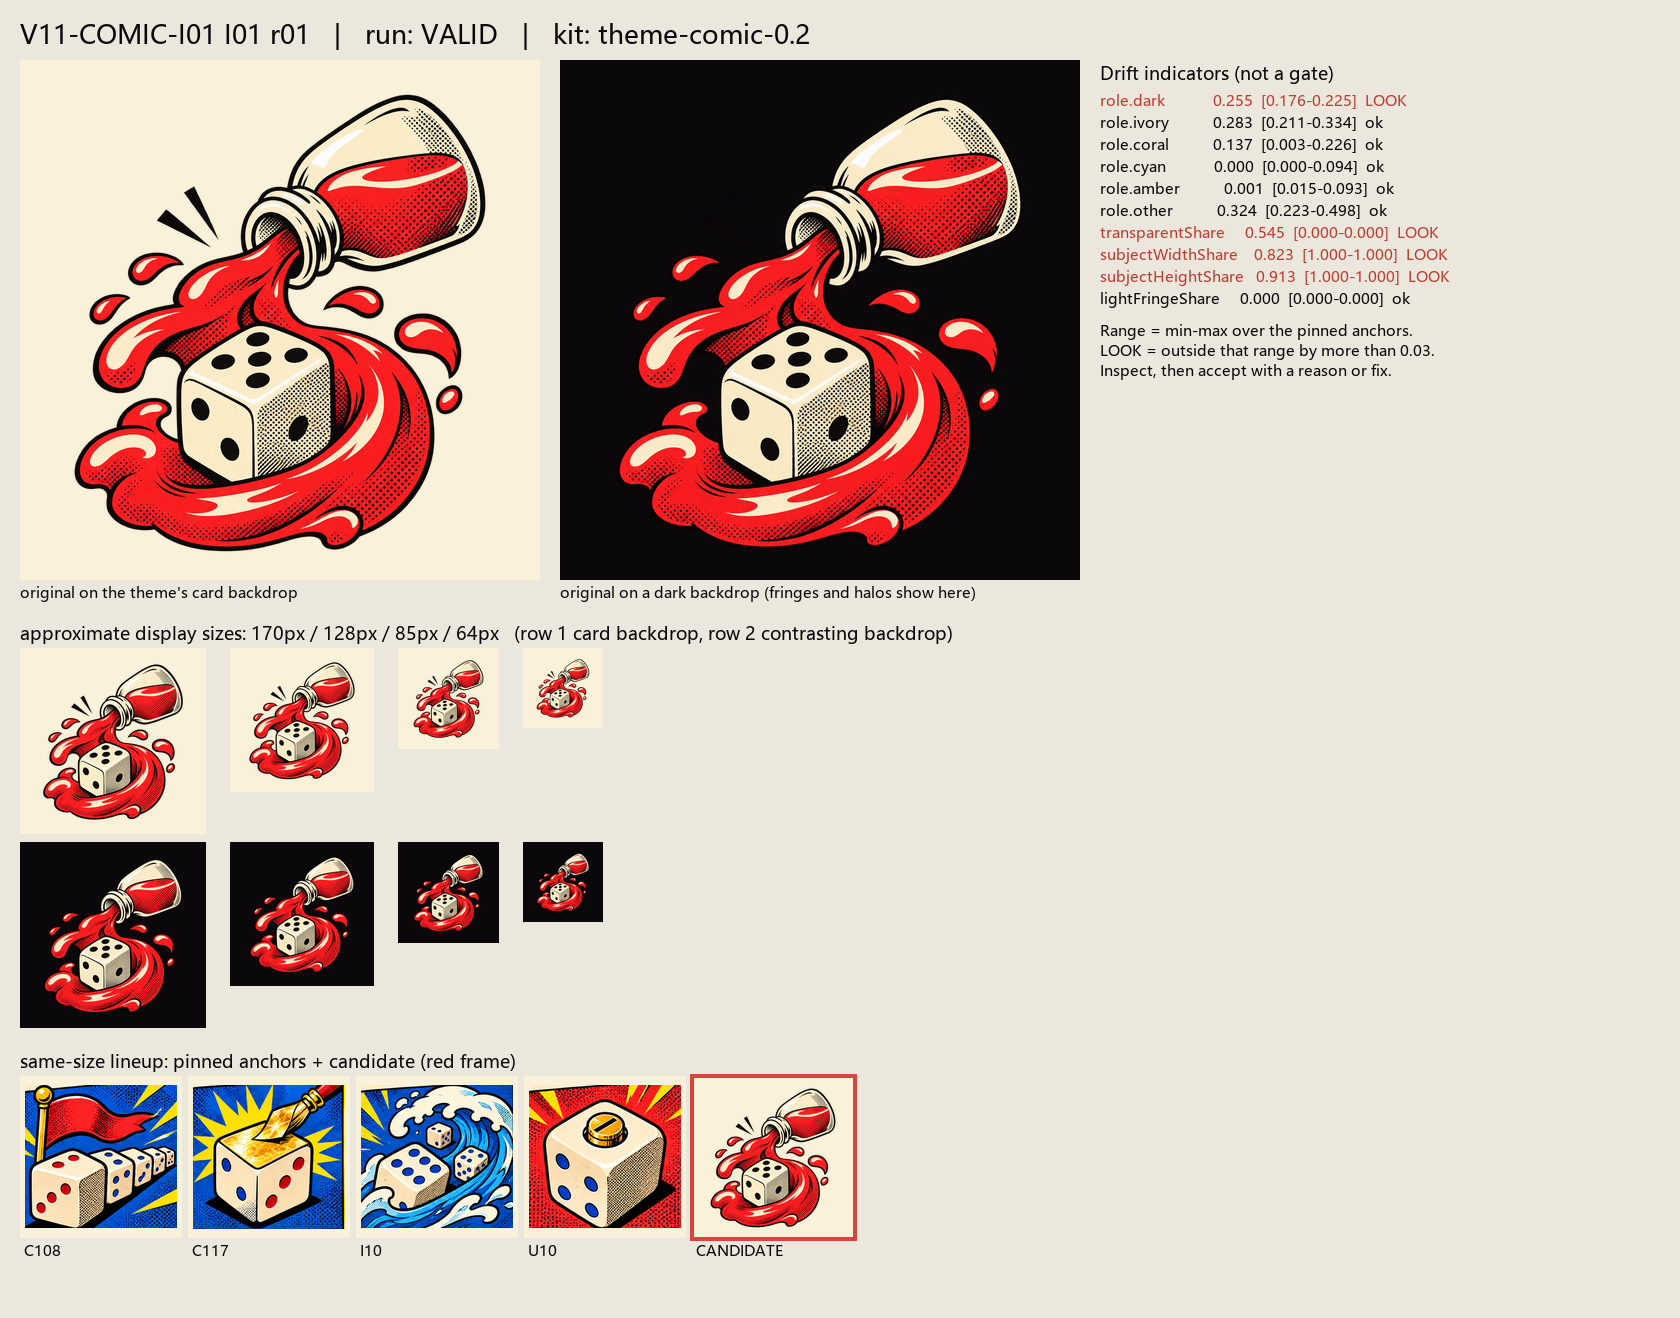 V11-COMIC-I01 I01 r01 | run: VALID | kit: theme-comic-0.2
Drift indicators (not a gate)
role.dark 0.255 [0.176-0.225] LOOK
role.ivory 0.283 [0.211-0.334] ok
role.coral 0.137 [0.003-0.226] ok
role.cyan 0.000 [0.000-0.094] ok
role.amber 0.001 [0.015-0.093] ok
role.other 0.324 [0.223-0.498] ok
transparentShare 0.545 [0.000-0.000] LOOK
subjectWidthShare 0.823 [1.000-1.000] LOOK
subjectHeightShare 0.913 [1.000-1.000] LOOK
lightFringeShare 0.000 [0.000-0.000] ok
Range = min-max over the pinned anchors.
LOOK = outside that range by more than 0.03.
Inspect, then accept with a reason or fix.
original on the theme's card backdrop
original on a dark backdrop (fringes and halos show here)
approximate display sizes: 170px / 128px / 85px / 64px (row 1 card backdrop, row 2 contrasting backdrop)
same-size lineup: pinned anchors + candidate (red frame)
C108
C117
I10
U10
CANDIDATE